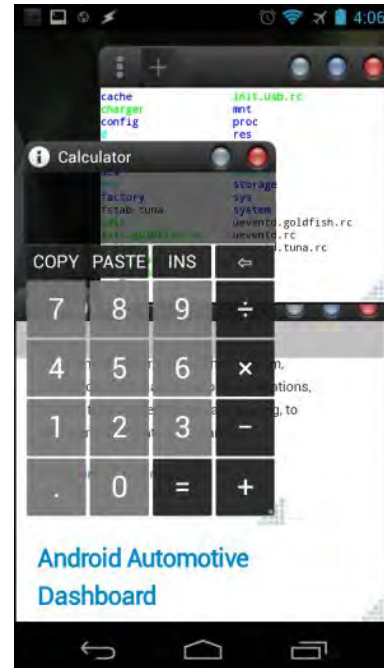 4:06
+
cache init.usb.rc
charger mnt
config proc
d res
Calculator
storage
factory sys
fstab.tuna system
ueventd.goldfish.rc
ueventd.rc
.tuna.rc
COPY PASTE INS ⇦
7 8 9 ÷
4 5 6 ×
ations,
g, to
1 2 3 −
. 0 = +
Android Automotive
Dashboard